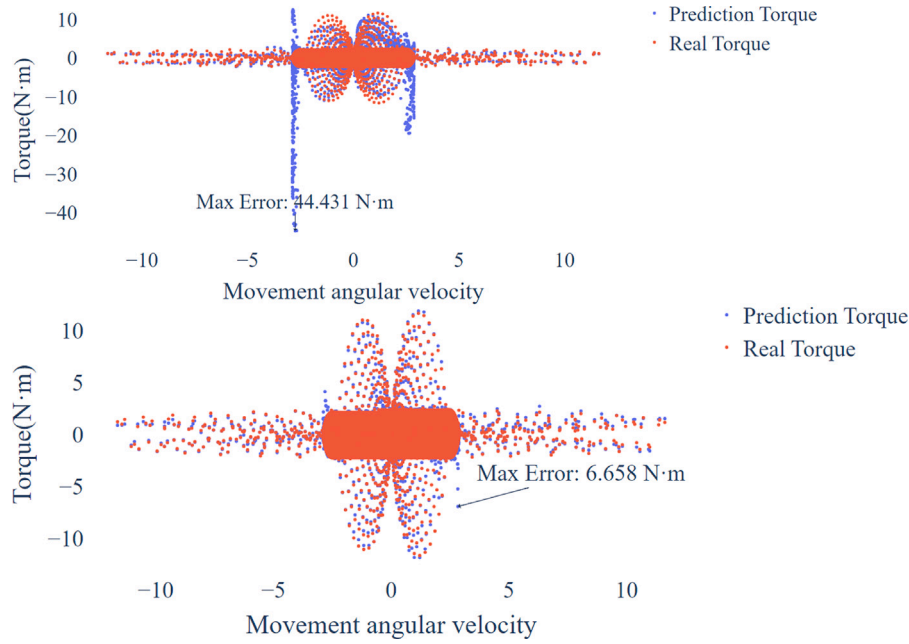 Prediction Torque
Real Torque
Torque(N·m)
10
0
−10
−20
−30
−40
Max Error: 44.431 N·m
−10 −5 0 5 10
Movement angular velocity
Prediction Torque
Real Torque
Torque(N·m)
10
5
0
−5
−10
Max Error: 6.658 N·m
−10 −5 0 5 10
Movement angular velocity